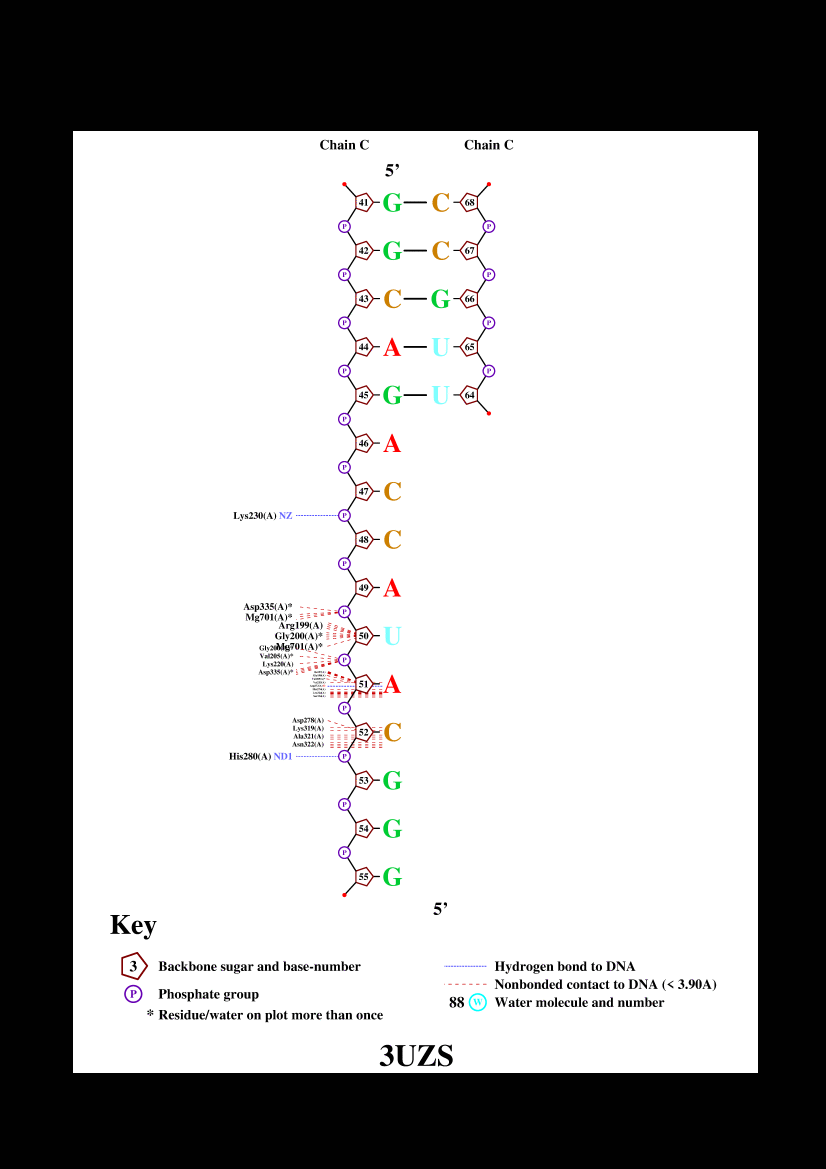 Chain C Chain C
5’
41 G C 68
P P
42 G C 67
P P
43 C G 66
P P
44 A U 65
P P
45 G U 64
P
46 A
P
47 C
Lys230(A) NZ P
48 C
P
49 A
Asp335(A)* P
Mg701(A)*
Arg199(A)
Gly200(A)* 50 U
Mg701(A)*
Val205(A)* P
Lys220(A)
Asp335(A)*
51 A
P
Asp278(A)
Lys319(A) 52 C
Ala321(A)
Asn322(A)
His280(A) ND1 P
53 G
P
54 G
P
55 G
5’
Key
3 Backbone sugar and base-number
P Phosphate group
* Residue/water on plot more than once
Hydrogen bond to DNA
Nonbonded contact to DNA (< 3.90A)
88 W Water molecule and number
3UZS